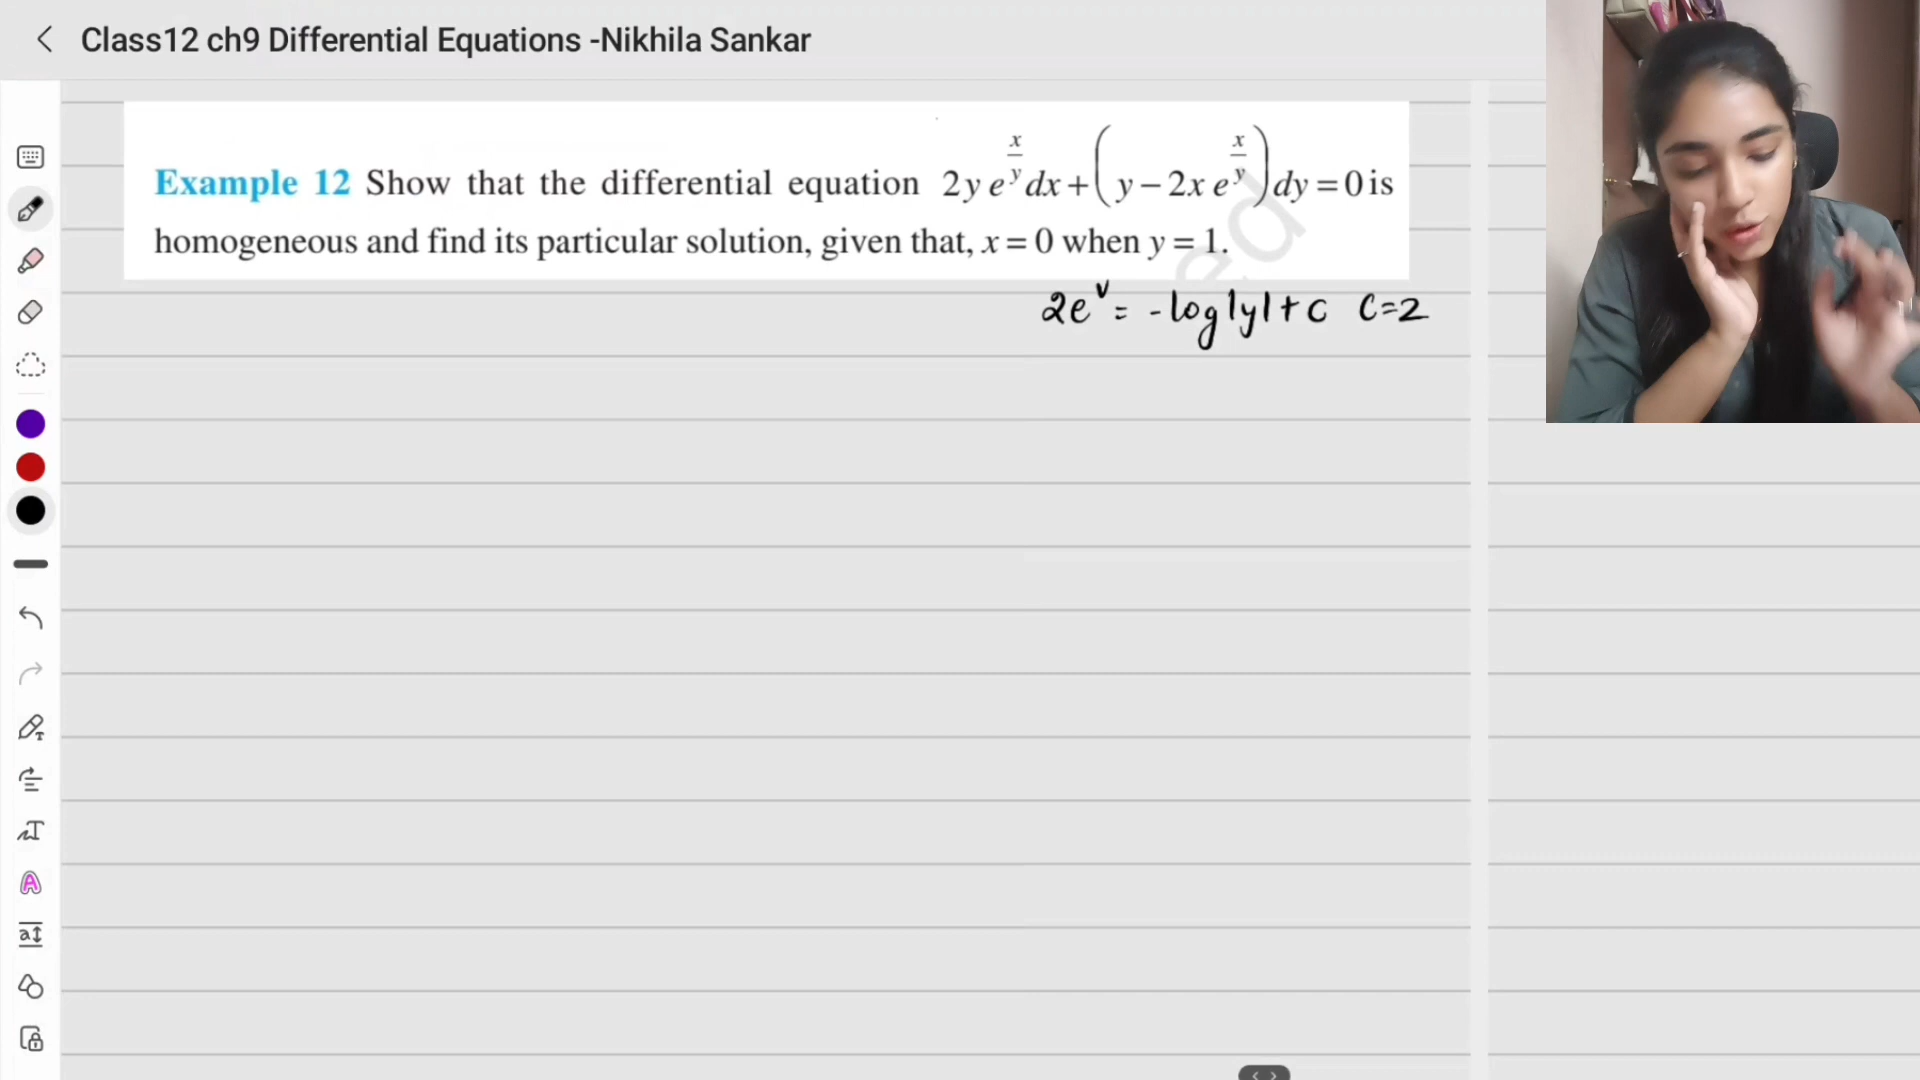 Class12 ch9 Differential Equations -Nikhila Sankar
Example 12 Show that the differential equation 2y e^{x/y} dx + (y − 2x e^{x/y}) dy = 0 is
homogeneous and find its particular solution, given that, x = 0 when y = 1.
2e^v = -log|y| + c c=2